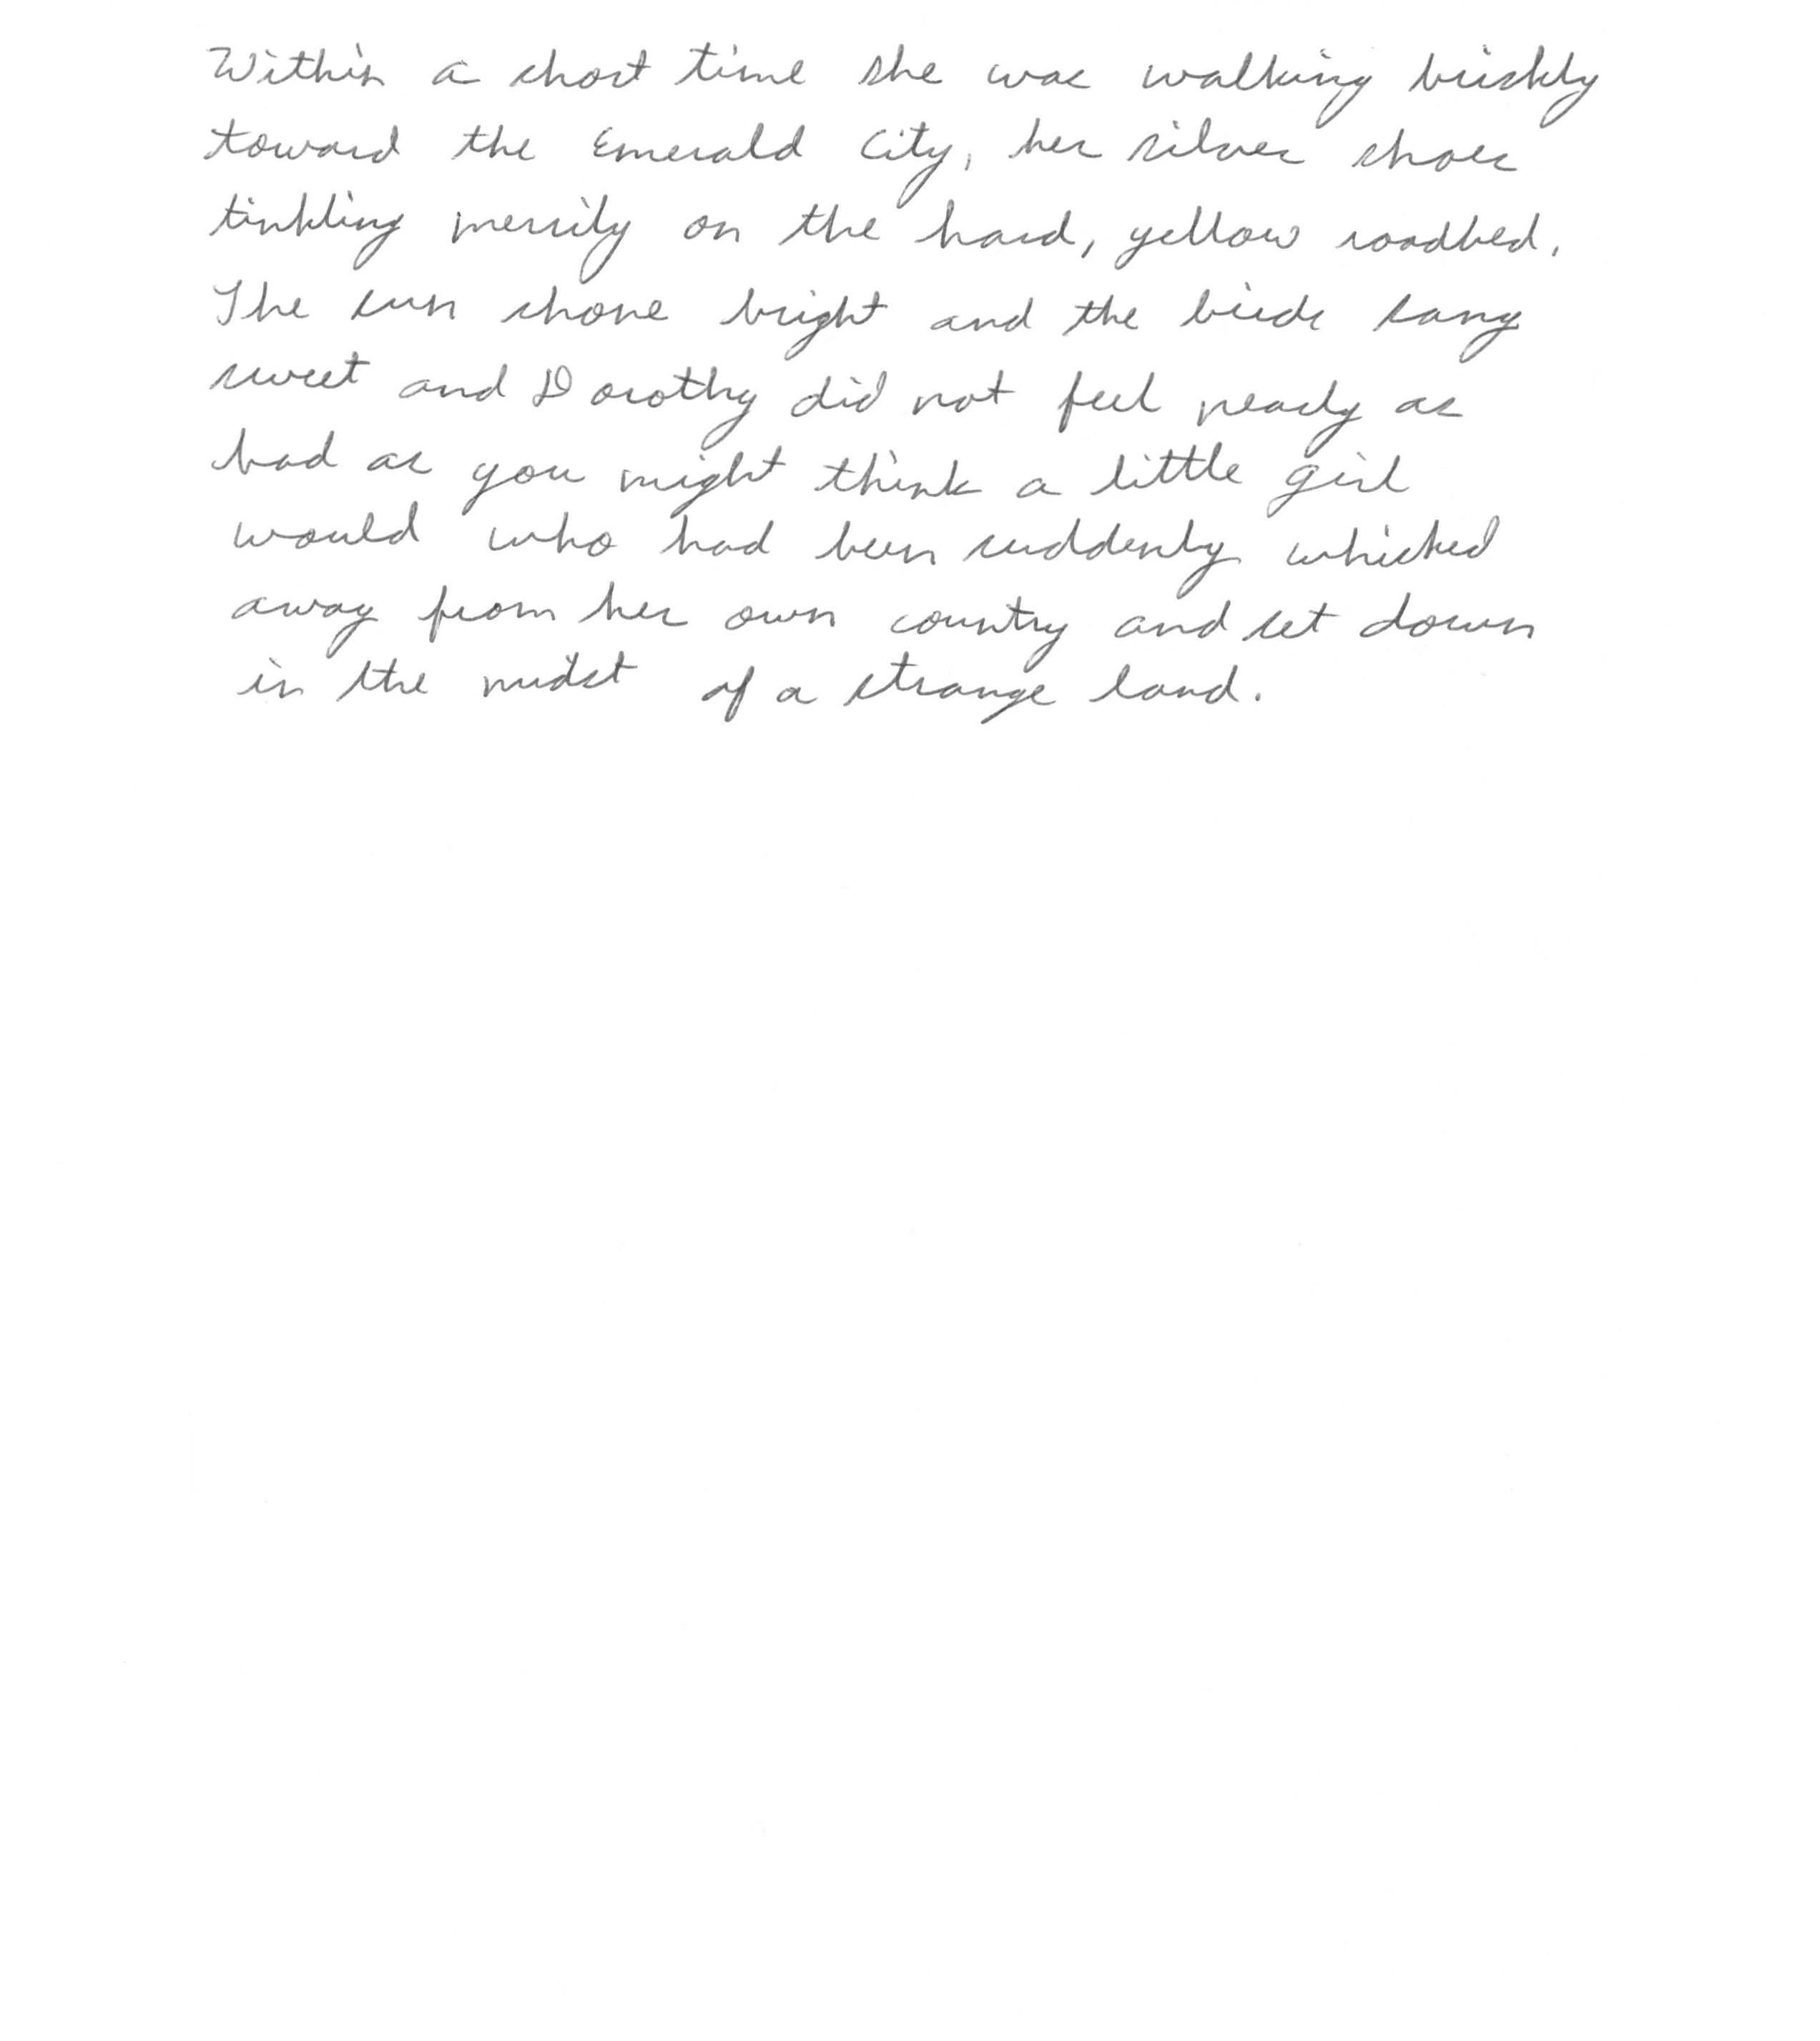 Within a short time she was walking briskly
toward the Emerald City, her silver shoes
tinkling merrily on the hard, yellow roadbed.
The sun shone bright and the birds sang
sweet and Dorothy did not feel nearly as
bad as you might think a little girl
would who had been suddenly whisked
away from her own country and set down
in the midst of a strange land.